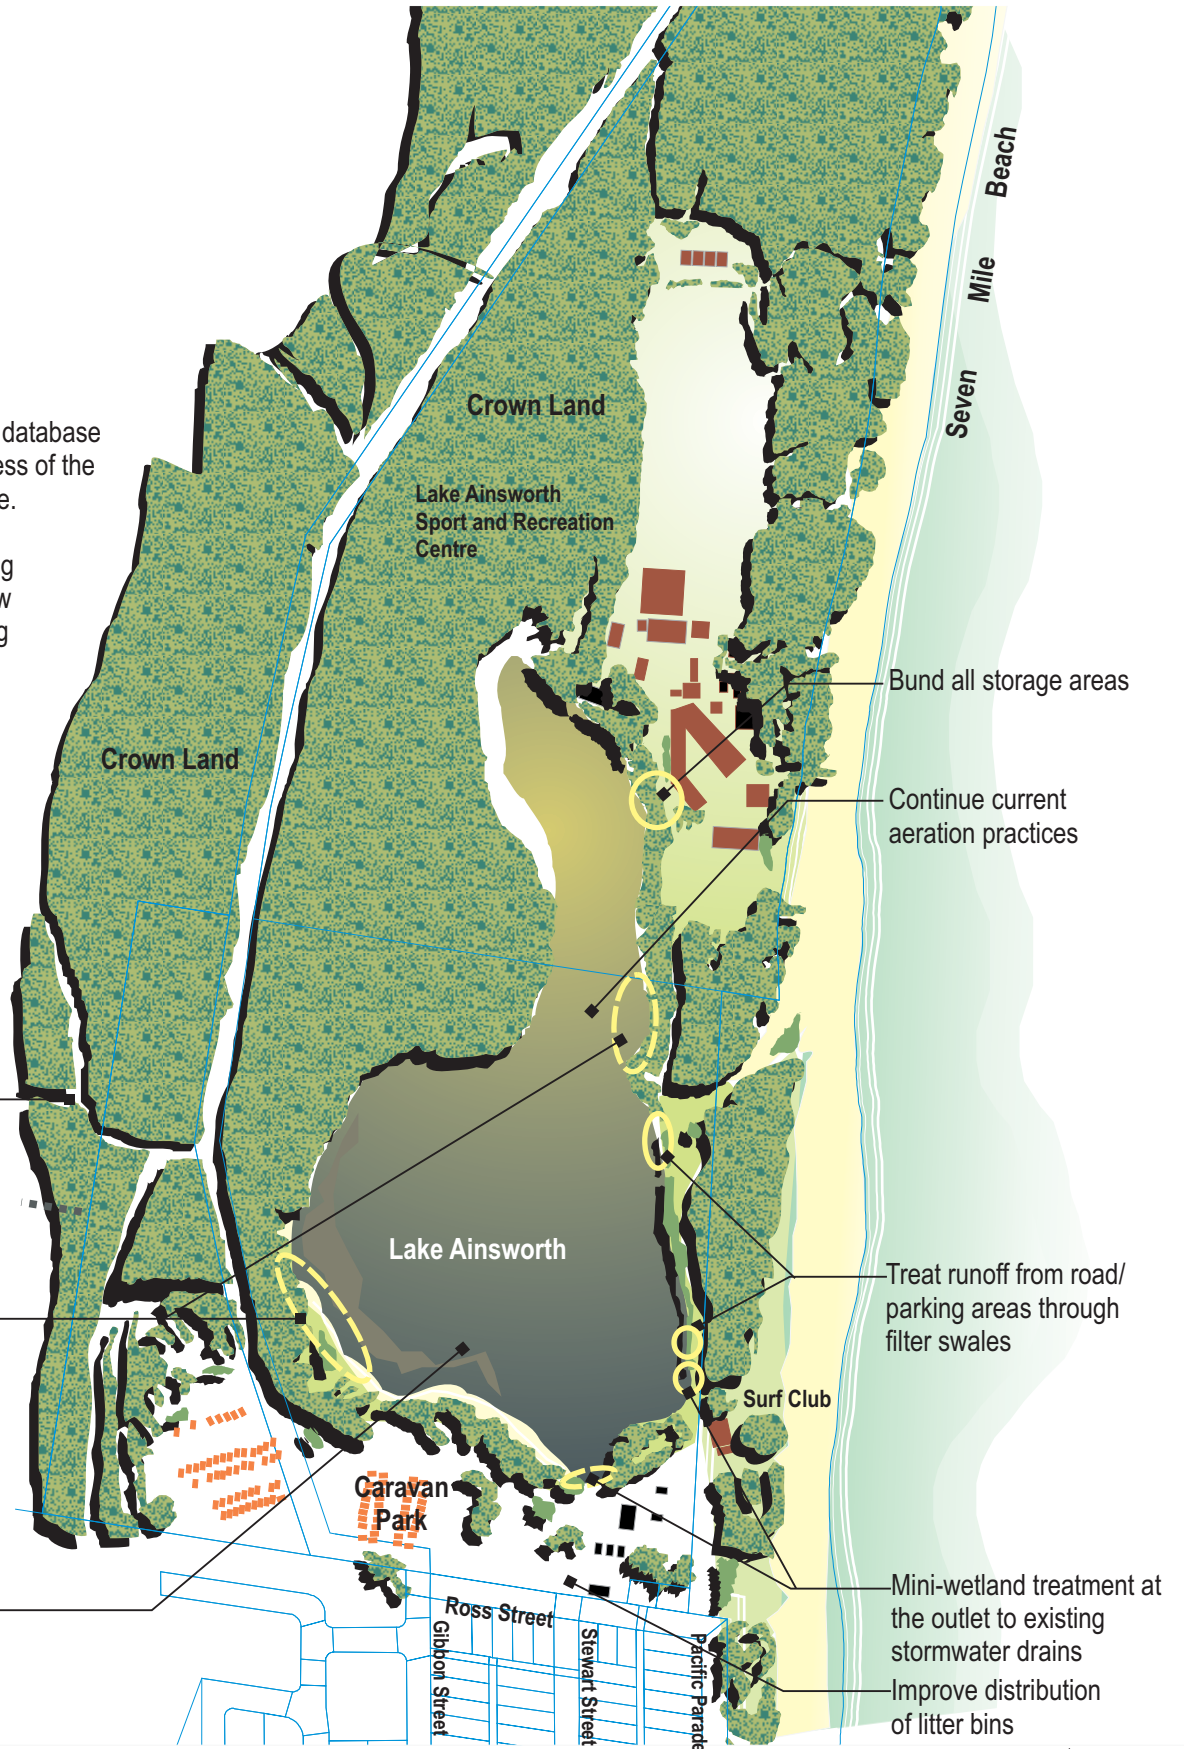 Seven Mile Beach
Crown Land
database
ess of the
e.
Lake Ainsworth
Sport and Recreation
Centre
g
w
g
Bund all storage areas
Crown Land
Continue current
aeration practices
Lake Ainsworth
Treat runoff from road/
parking areas through
filter swales
Surf Club
Caravan
Park
Mini-wetland treatment at
the outlet to existing
stormwater drains
Ross Street
Gibbon Street
Stewart Street
Pacific Parade
Improve distribution
of litter bins